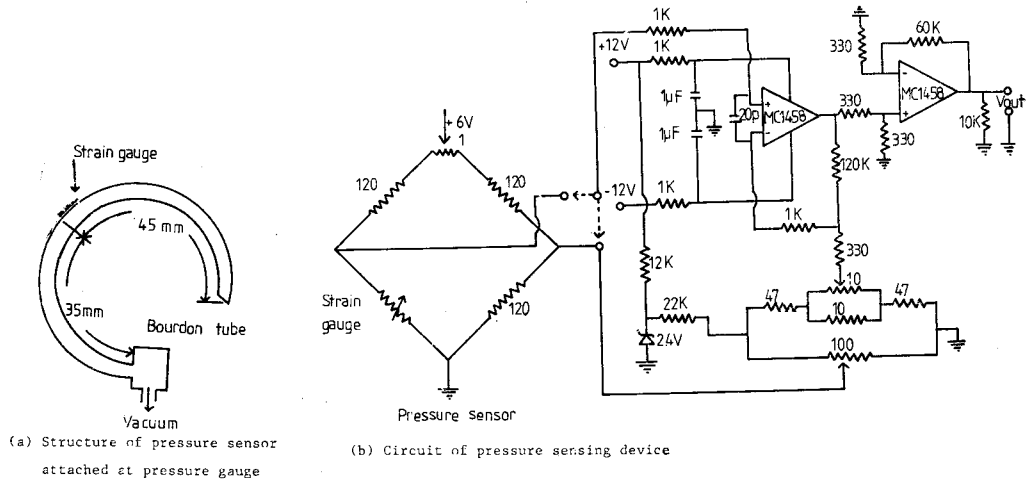 Strain gauge
45 mm
35mm
Bourdon tube
Vacuum
(a) Structure of pressure sensor
attached at pressure gauge
+ 6V
1
120
120
Strain
gauge
120
Pressure sensor
1K
+12V
1K
1µF
1µF
20p
+
-
MC1458
-12V
1K
12K
22K
2.4V
330
60K
-
+
MC1458
330
330
Vout
10K
120K
1K
330
10
47
47
10
100
(b) Circuit of pressure sensing device